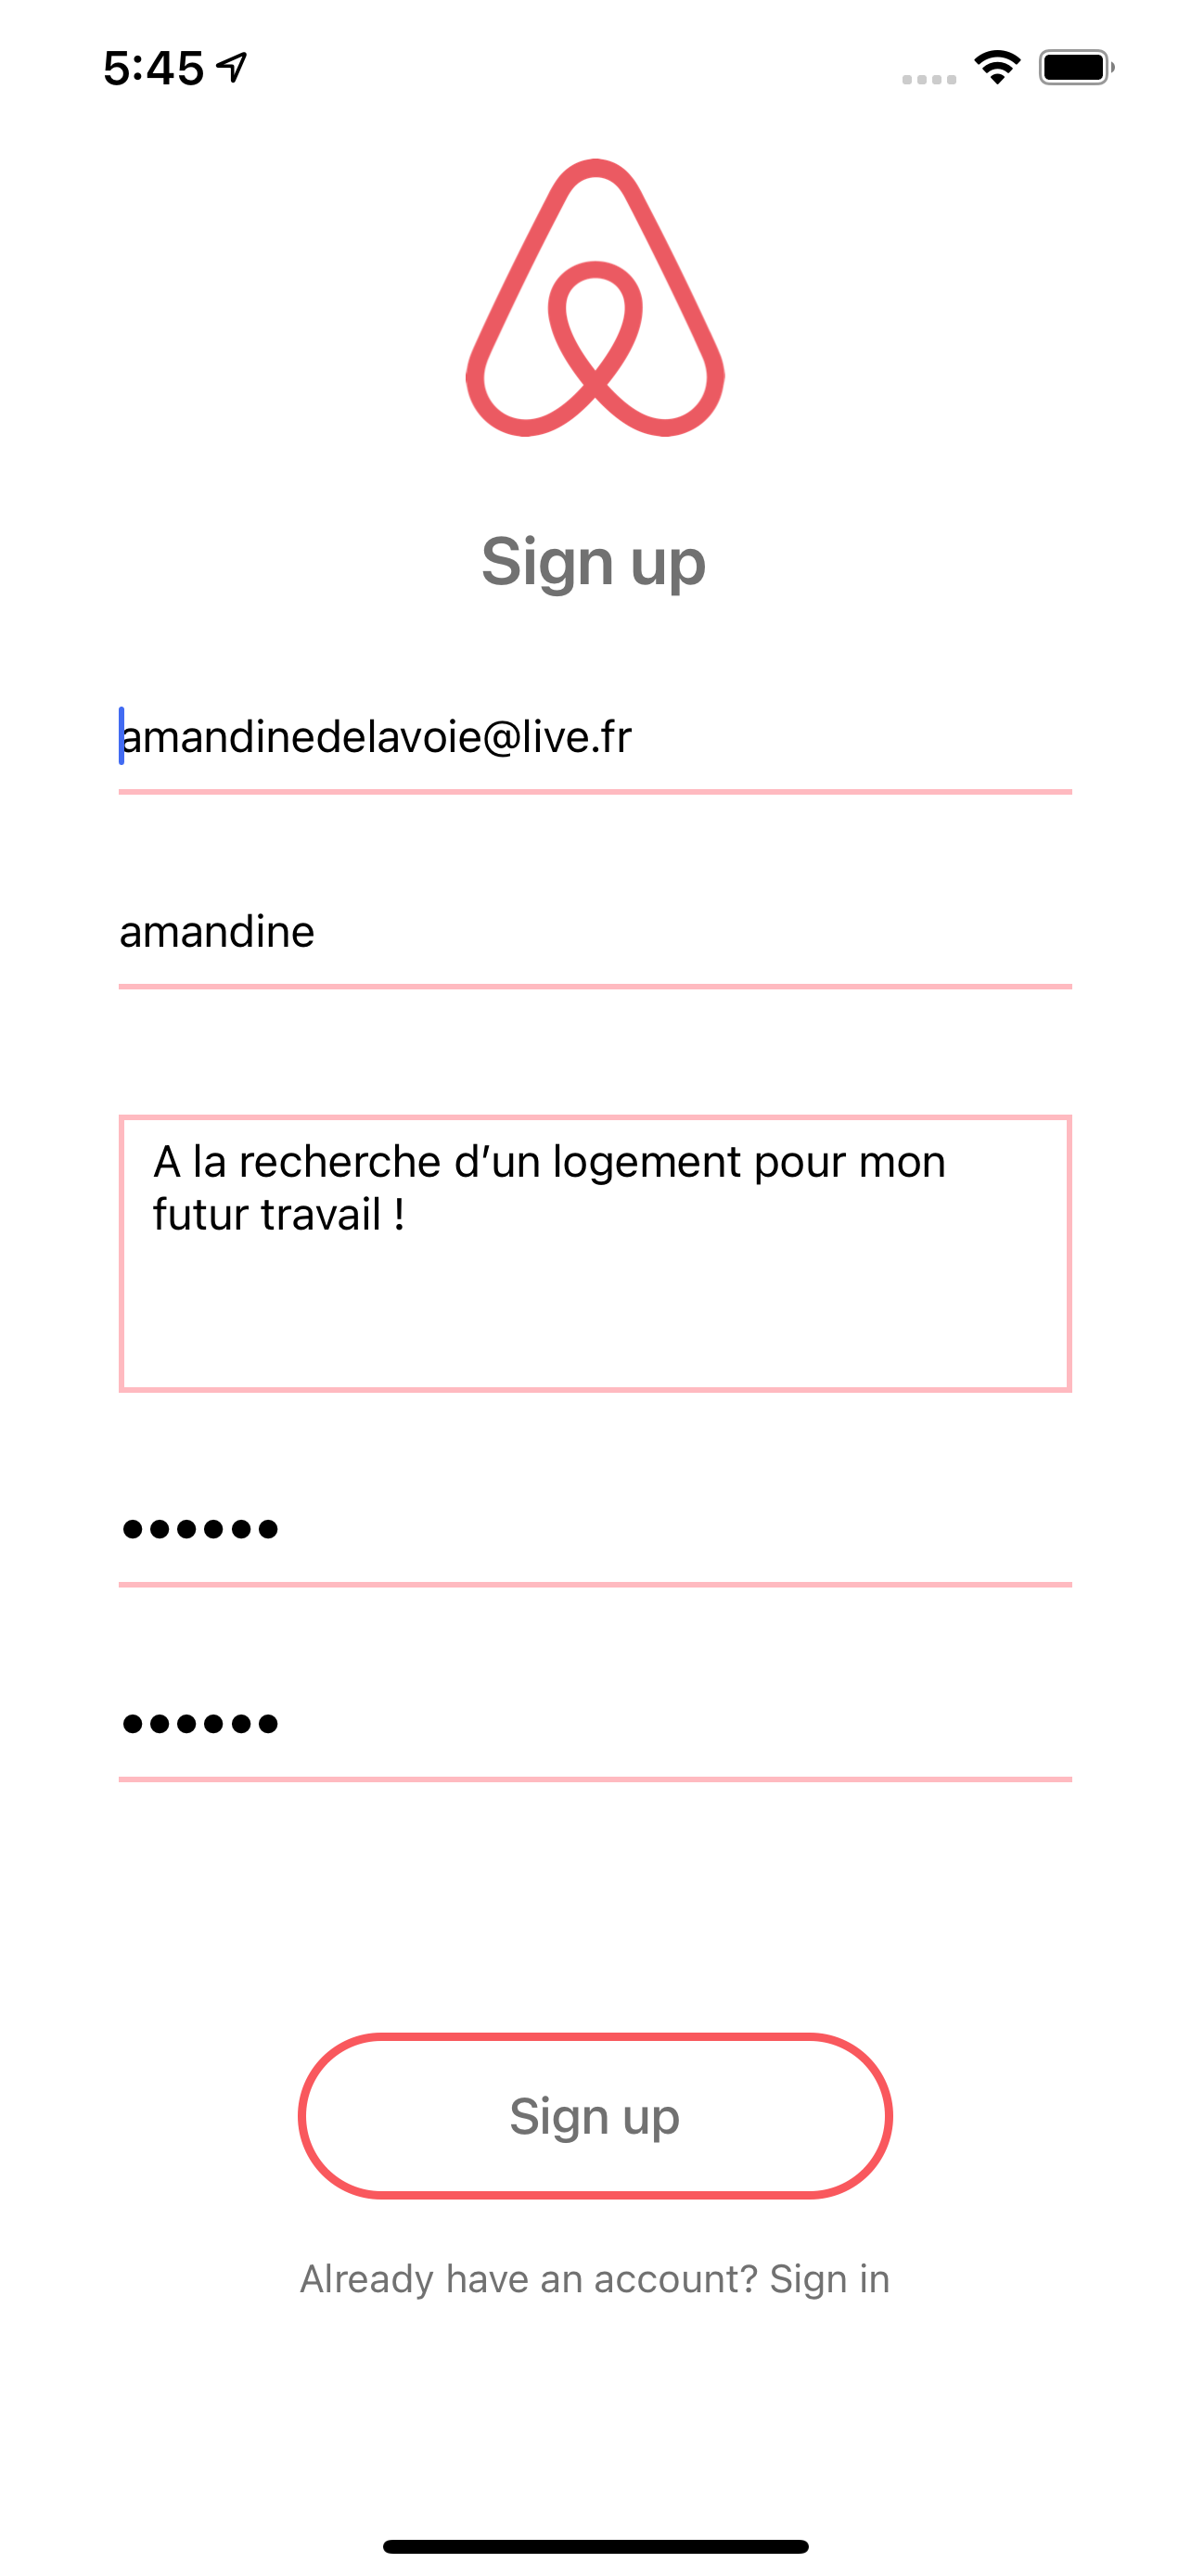 5:45
Sign up
amandinedelavoie@live.fr
amandine
A la recherche d’un logement pour mon
futur travail !
••••••
••••••
Sign up
Already have an account? Sign in